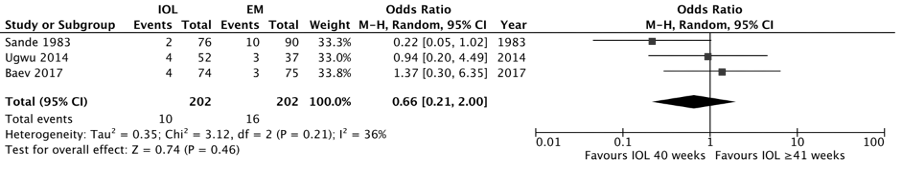 IOL EM Odds Ratio Odds Ratio
Study or Subgroup Events Total Events Total Weight M-H, Random, 95% CI Year M-H, Random, 95% CI
Sande 1983 2 76 10 90 33.3% 0.22 [0.05, 1.02] 1983
Ugwu 2014 4 52 3 37 33.0% 0.94 [0.20, 4.49] 2014
Baev 2017 4 74 3 75 33.8% 1.37 [0.30, 6.35] 2017
Total (95% CI) 202 202 100.0% 0.66 [0.21, 2.00]
Total events 10 16
Heterogeneity: Tau² = 0.35; Chi² = 3.12, df = 2 (P = 0.21); I² = 36%
Test for overall effect: Z = 0.74 (P = 0.46)
0.01 0.1 1 10 100
Favours IOL 40 weeks Favours IOL ≥41 weeks